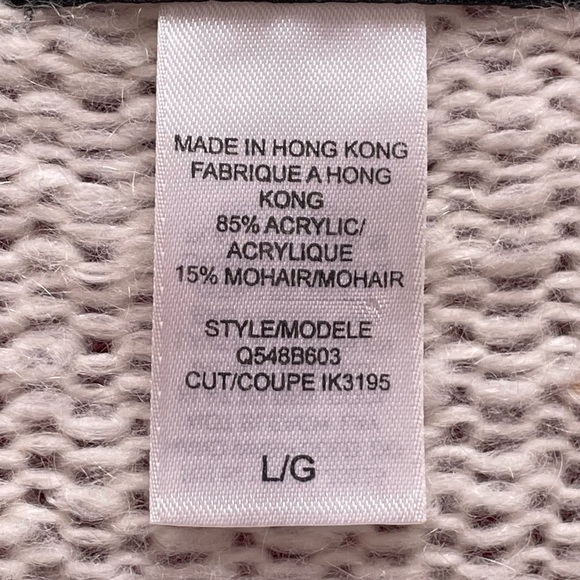 MADE IN HONG KONG
FABRIQUE A HONG
KONG
85% ACRYLIC/
ACRYLIQUE
15% MOHAIR/MOHAIR
STYLE/MODELE
Q548B603
CUT/COUPE IK3195
L/G